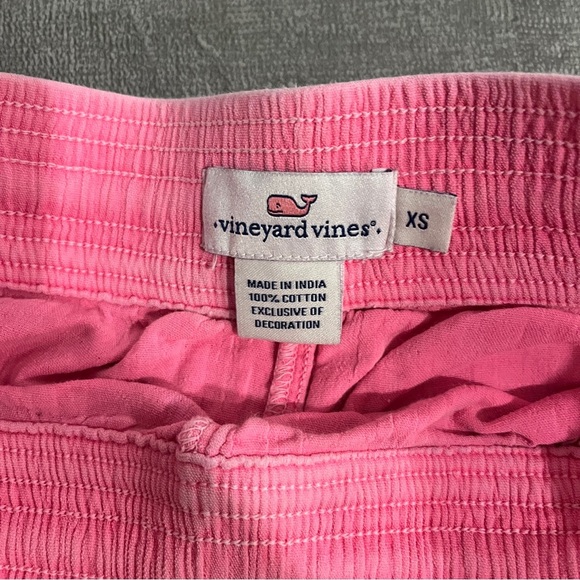 vineyard vines®
XS
MADE IN INDIA
100% COTTON
EXCLUSIVE OF
DECORATION